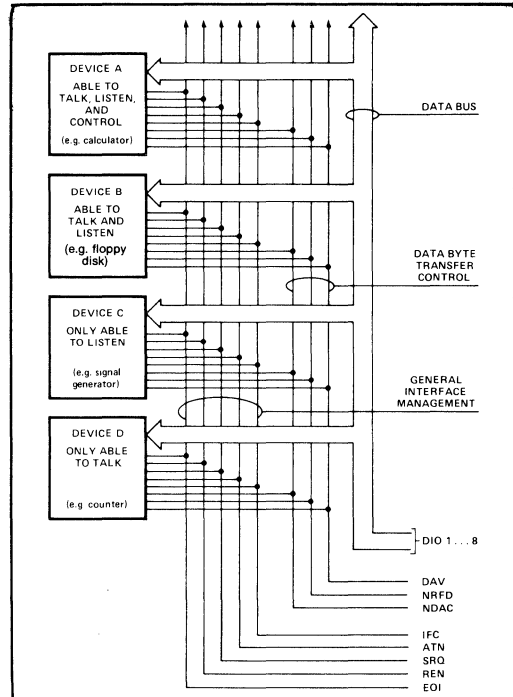 DEVICE A
ABLE TO
TALK, LISTEN,
AND
CONTROL
(e.g. calculator)
DATA BUS
DEVICE B
ABLE TO
TALK AND
LISTEN
(e.g. floppy
disk)
DATA BYTE
TRANSFER
CONTROL
DEVICE C
ONLY ABLE
TO LISTEN
(e.g. signal
generator)
GENERAL
INTERFACE
MANAGEMENT
DEVICE D
ONLY ABLE
TO TALK
(e.g counter)
DIO 1 . . . 8
DAV
NRFD
NDAC
IFC
ATN
SRQ
REN
EOI